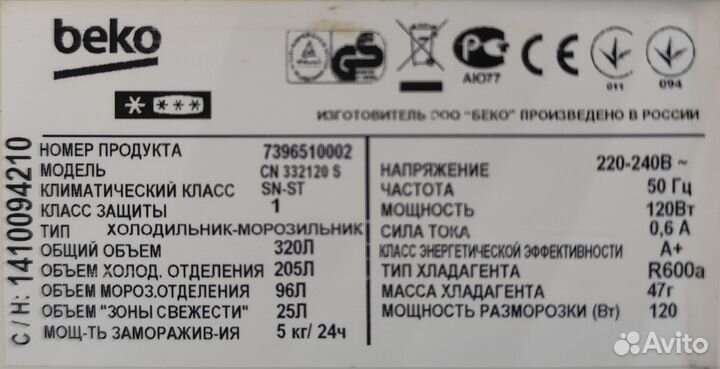 beko
АЮ77
011
094
ИЗГОТОВИТЕЛЬ ООО "БЕКО" ПРОИЗВЕДЕНО В РОССИИ
С / Н: 1410094210
НОМЕР ПРОДУКТА 7396510002
МОДЕЛЬ CN 332120 S
КЛИМАТИЧЕСКИЙ КЛАСС SN-ST
КЛАСС ЗАЩИТЫ 1
ТИП ХОЛОДИЛЬНИК-МОРОЗИЛЬНИК
ОБЩИЙ ОБЪЕМ 320Л
ОБЪЕМ ХОЛОД. ОТДЕЛЕНИЯ 205Л
ОБЪЕМ МОРОЗ.ОТДЕЛЕНИЯ 96Л
ОБЪЕМ "ЗОНЫ СВЕЖЕСТИ" 25Л
МОЩ-ТЬ ЗАМОРАЖИВ-ИЯ 5 кг/ 24ч
НАПРЯЖЕНИЕ 220-240В ~
ЧАСТОТА 50 Гц
МОЩНОСТЬ 120Вт
СИЛА ТОКА 0,6 А
КЛАСС ЭНЕРГЕТИЧЕСКОЙ ЭФФЕКТИВНОСТИ А+
ТИП ХЛАДАГЕНТА R600a
МАССА ХЛАДАГЕНТА 47г
МОЩНОСТЬ РАЗМОРОЗКИ (Вт) 120
Avito